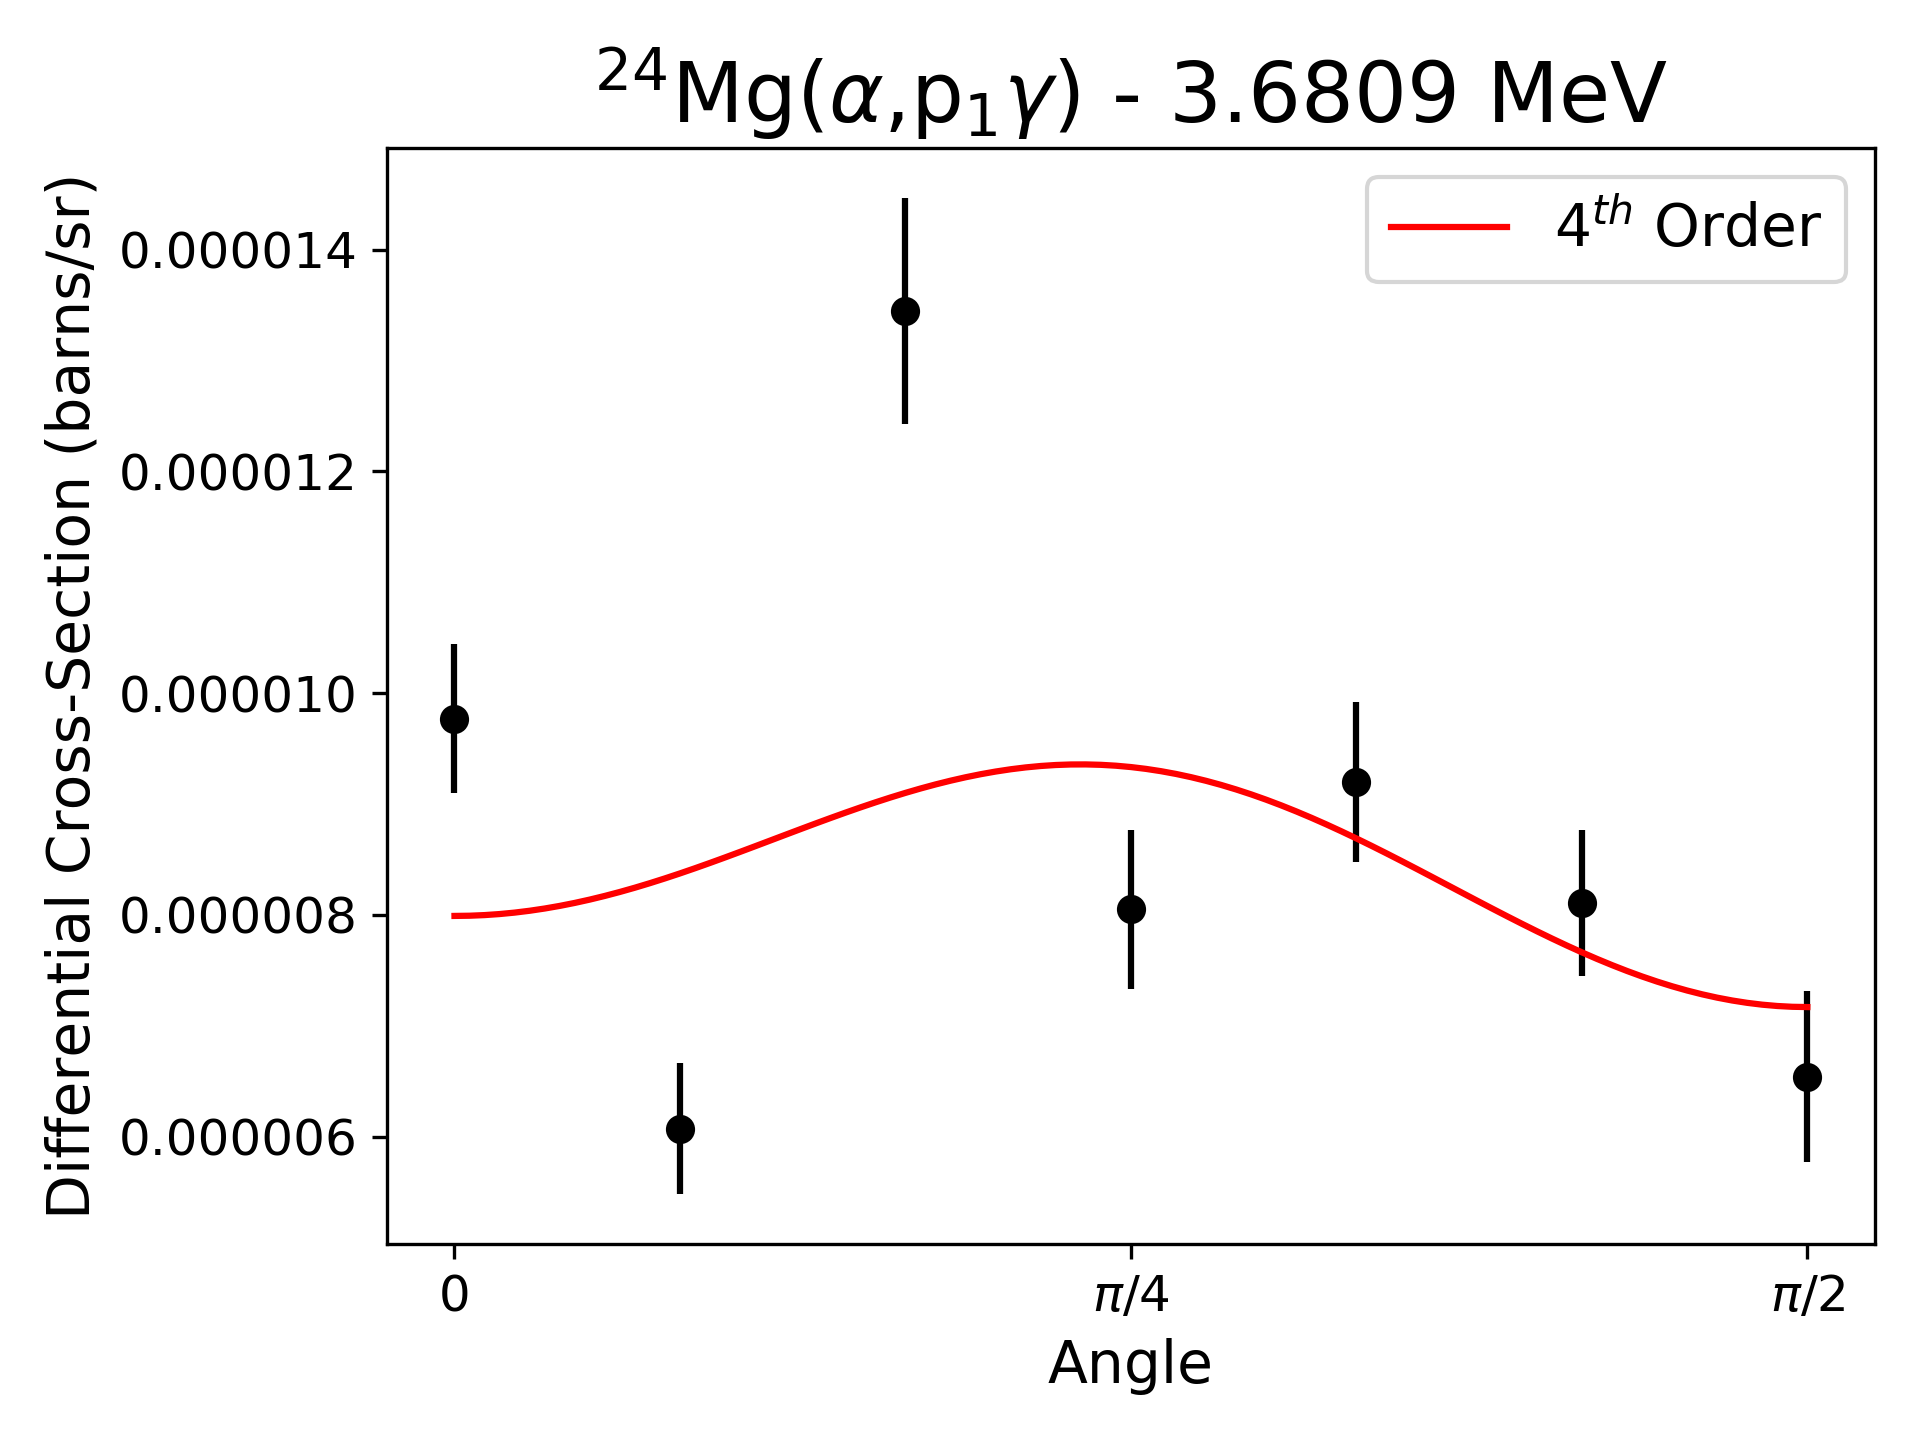 ²⁴Mg(α,p₁γ) - 3.6809 MeV
4ᵗʰ Order
Differential Cross-Section (barns/sr)
0.000014
0.000012
0.000010
0.000008
0.000006
0 π/4 π/2
Angle